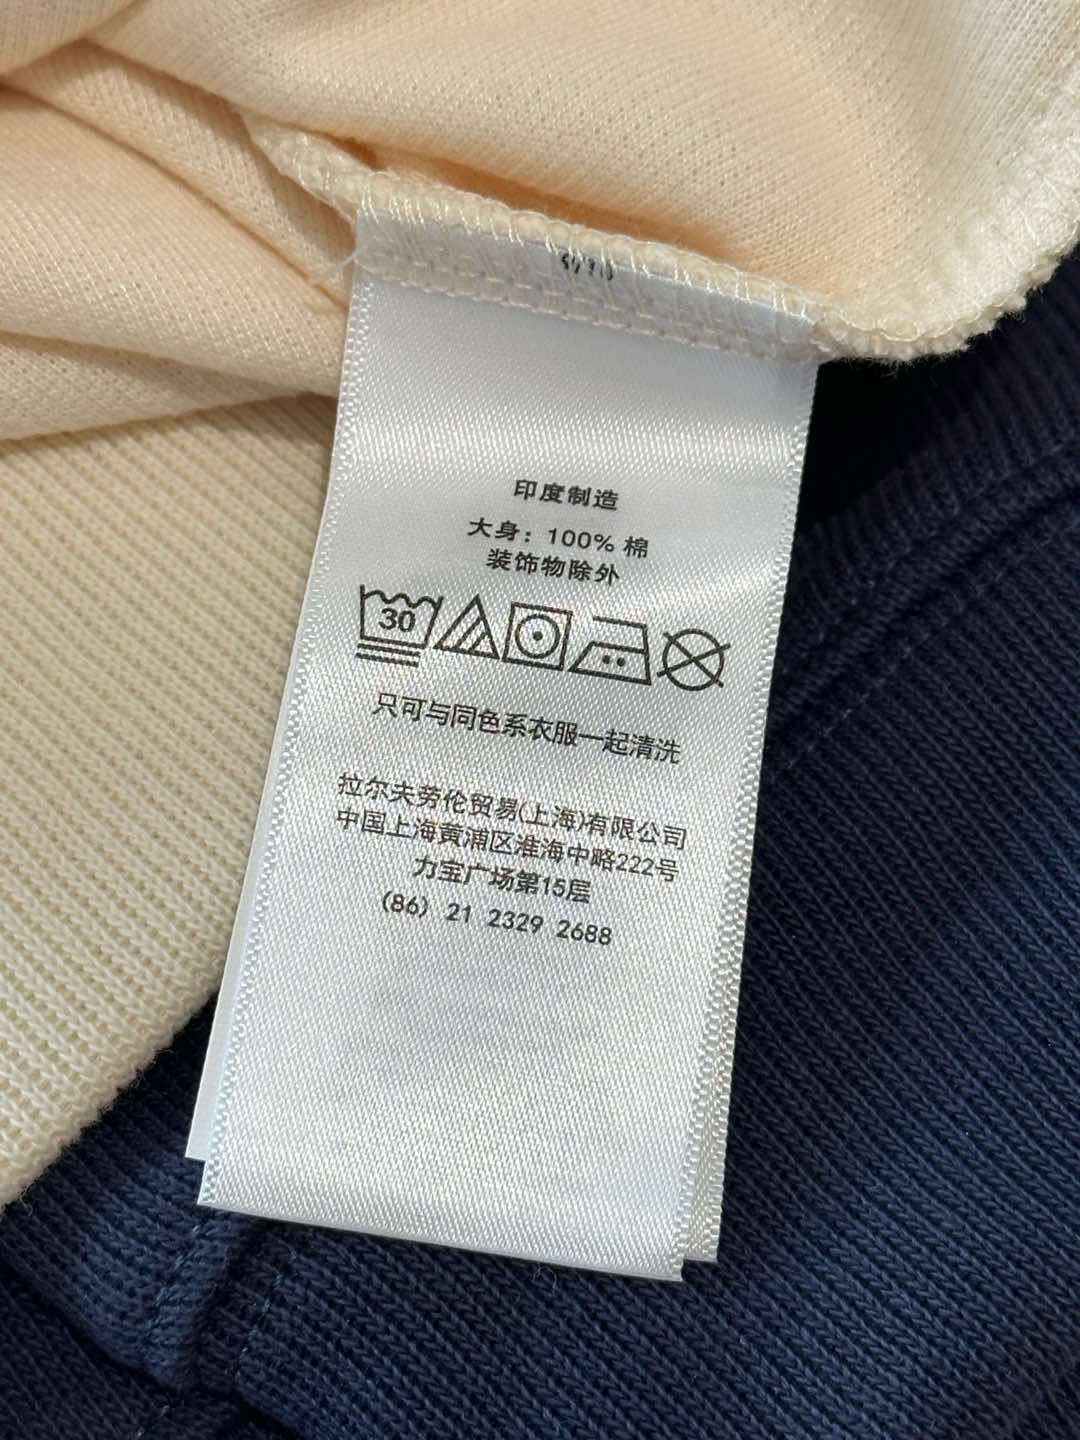 印度制造
大身：100% 棉
装饰物除外
30
只可与同色系衣服一起清洗
拉尔夫劳伦贸易(上海)有限公司
中国上海黄浦区淮海中路222号
力宝广场第15层
(86) 21 2329 2688